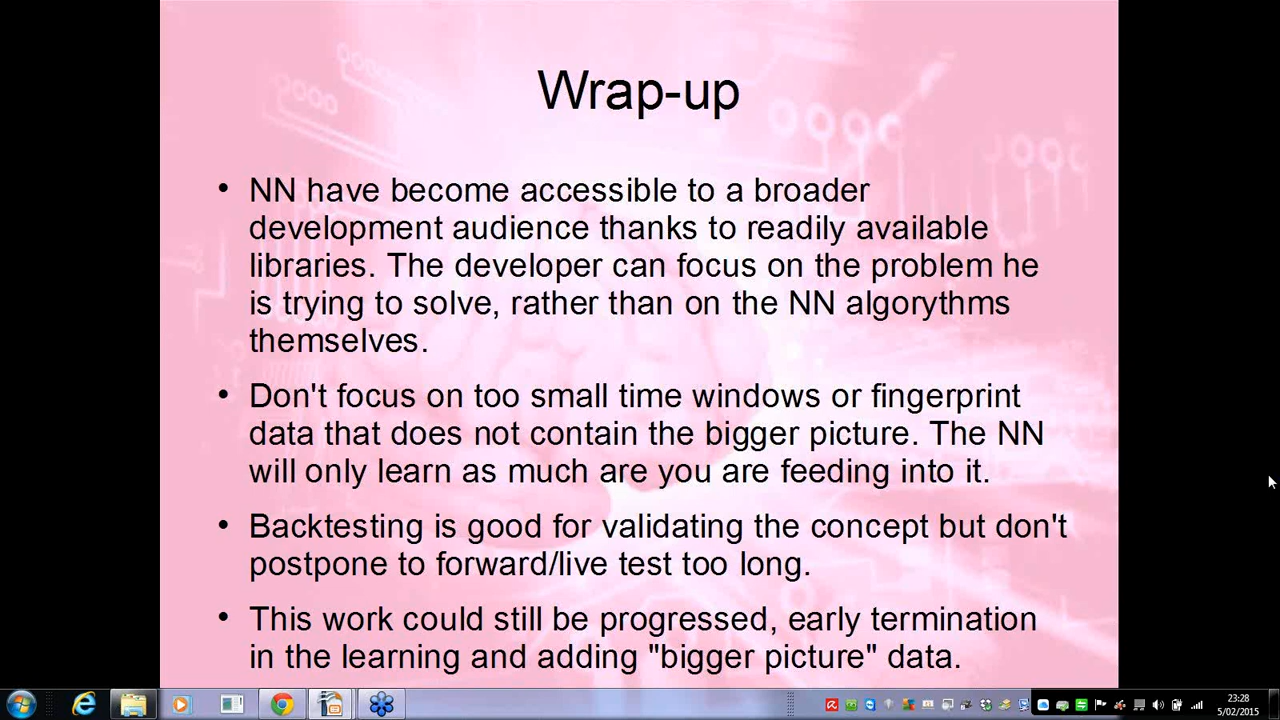 Wrap-up
• NN have become accessible to a broader
development audience thanks to readily available
libraries. The developer can focus on the problem he
is trying to solve, rather than on the NN algorythms
themselves.
• Don't focus on too small time windows or fingerprint
data that does not contain the bigger picture. The NN
will only learn as much are you are feeding into it.
• Backtesting is good for validating the concept but don't
postpone to forward/live test too long.
• This work could still be progressed, early termination
in the learning and adding "bigger picture" data.
23:28
5/02/2015